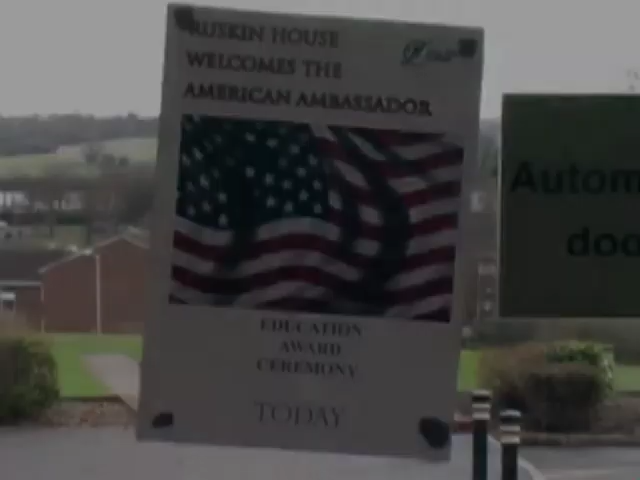 RUSKIN HOUSE
WELCOMES THE
AMERICAN AMBASSADOR
EDUCATION
AWARD
CEREMONY
TODAY
Autom
doo